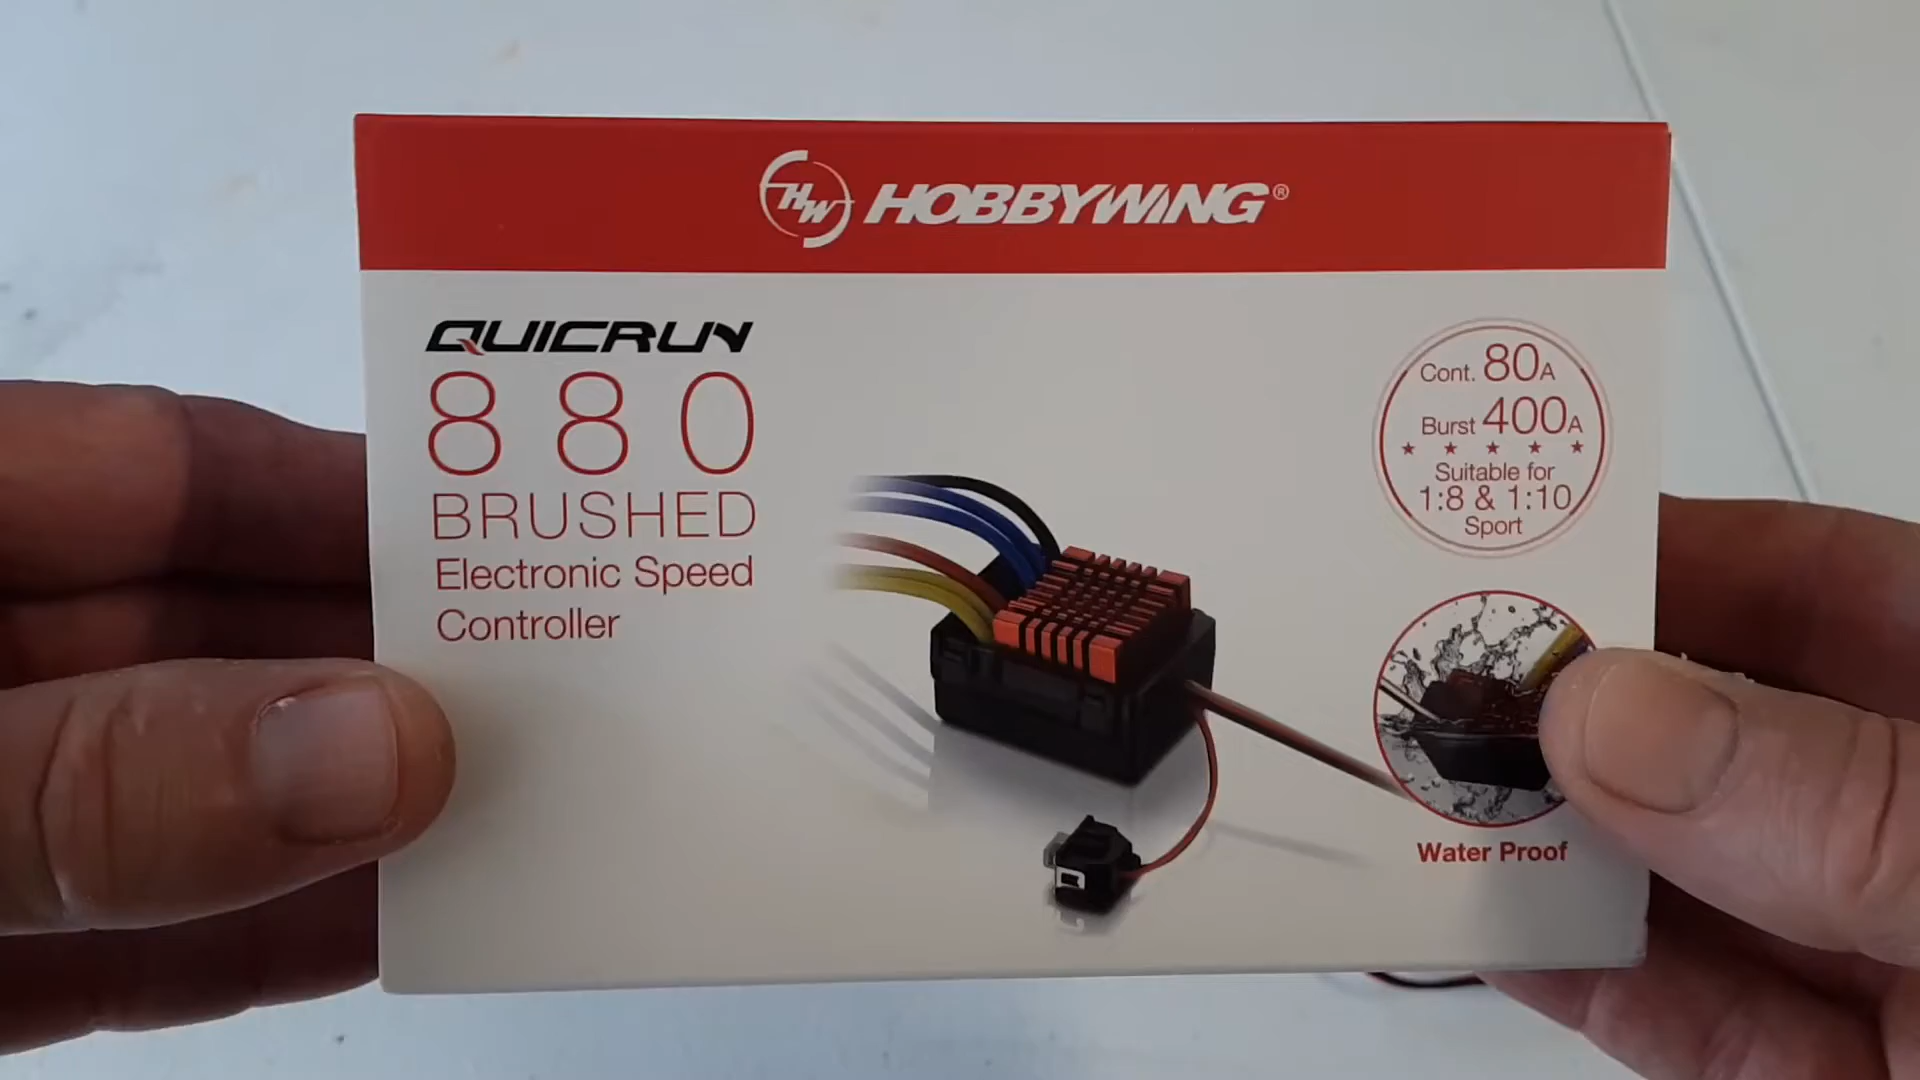 HW HOBBYWING®
QUICRUN
880
BRUSHED
Electronic Speed
Controller
Cont. 80A
Burst 400A
Suitable for
1:8 & 1:10
Sport
Water Proof